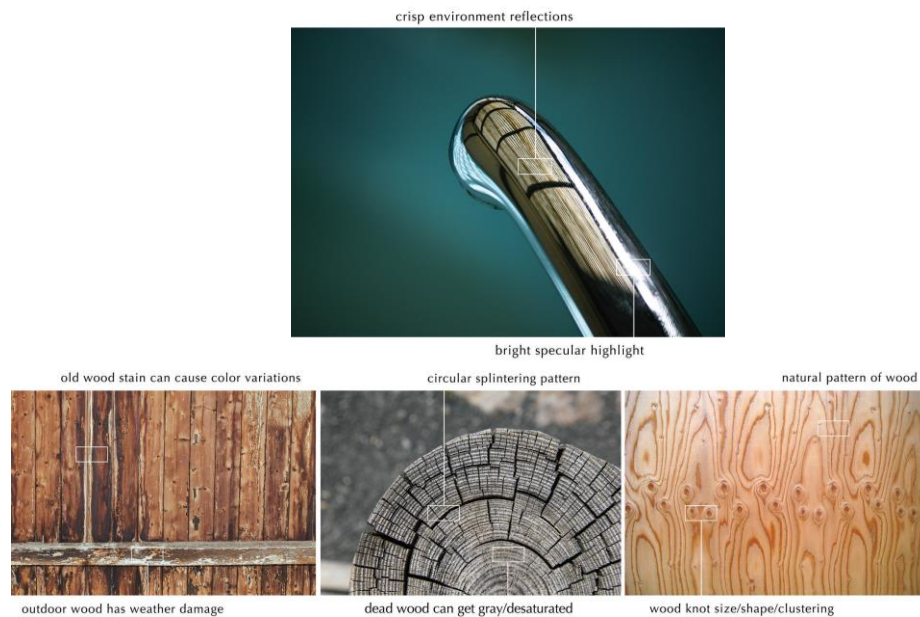 crisp environment reflections
bright specular highlight
old wood stain can cause color variations
circular splintering pattern
natural pattern of wood
outdoor wood has weather damage
dead wood can get gray/desaturated
wood knot size/shape/clustering